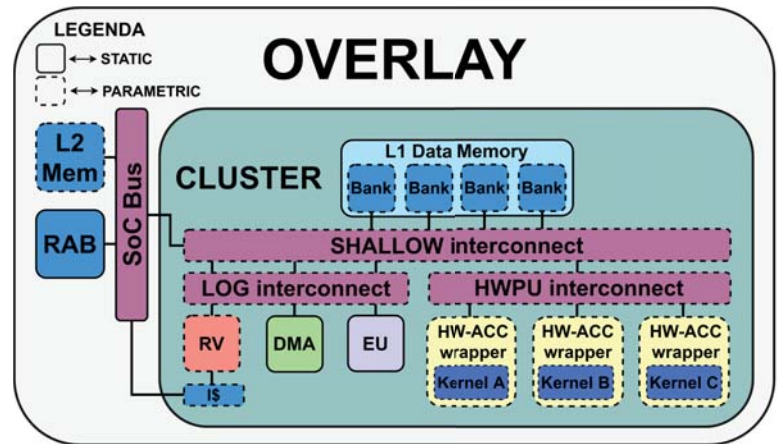 LEGENDA
STATIC
PARAMETRIC
OVERLAY
L2
Mem
RAB
SoC Bus
CLUSTER
L1 Data Memory
Bank Bank Bank Bank
SHALLOW interconnect
LOG interconnect
HWPU interconnect
RV
DMA
EU
I$
HW-ACC
wrapper
Kernel A
HW-ACC
wrapper
Kernel B
HW-ACC
wrapper
Kernel C